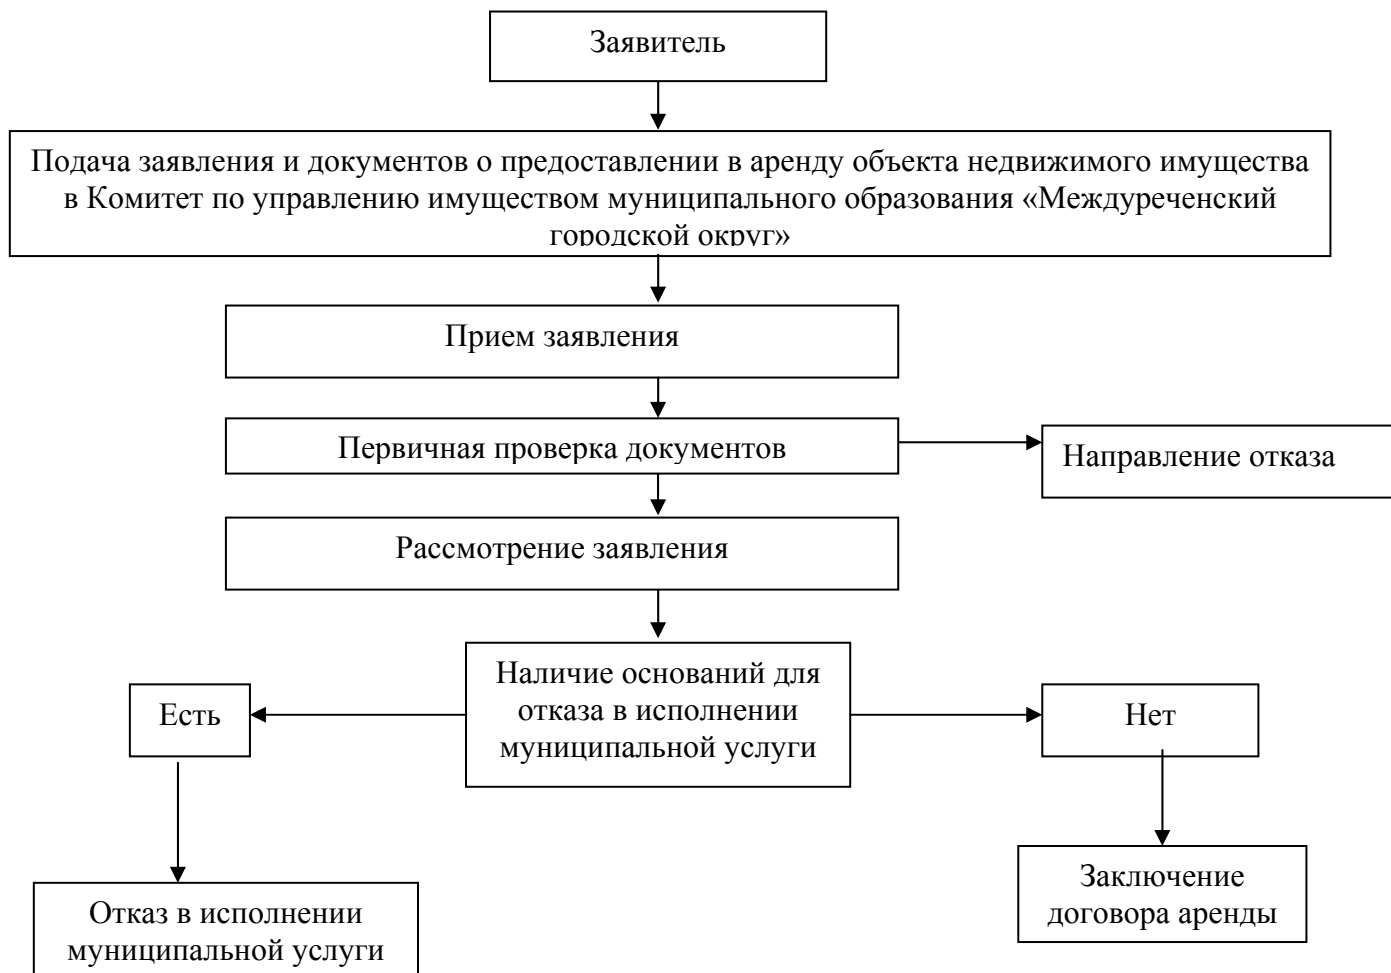 Заявитель
Подача заявления и документов о предоставлении в аренду объекта недвижимого имущества
в Комитет по управлению имуществом муниципального образования «Междуреченский
городской округ»
Прием заявления
Первичная проверка документов
Направление отказа
Рассмотрение заявления
Наличие оснований для
отказа в исполнении
муниципальной услуги
Есть
Нет
Заключение
договора аренды
Отказ в исполнении
муниципальной услуги